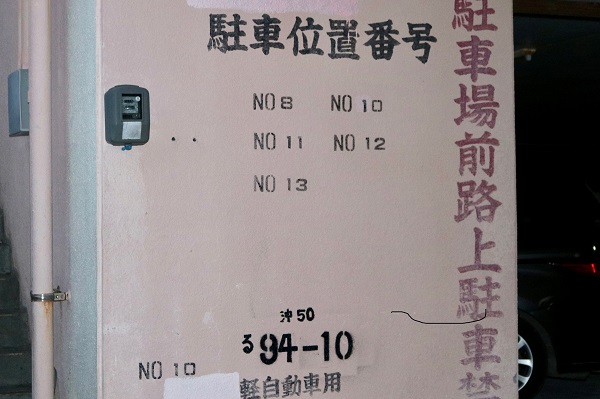 駐車位置番号
NO 8 NO 10
NO 11 NO 12
NO 13
沖 50
る 94-10
NO 10
軽自動車用
駐車場前路上駐車禁